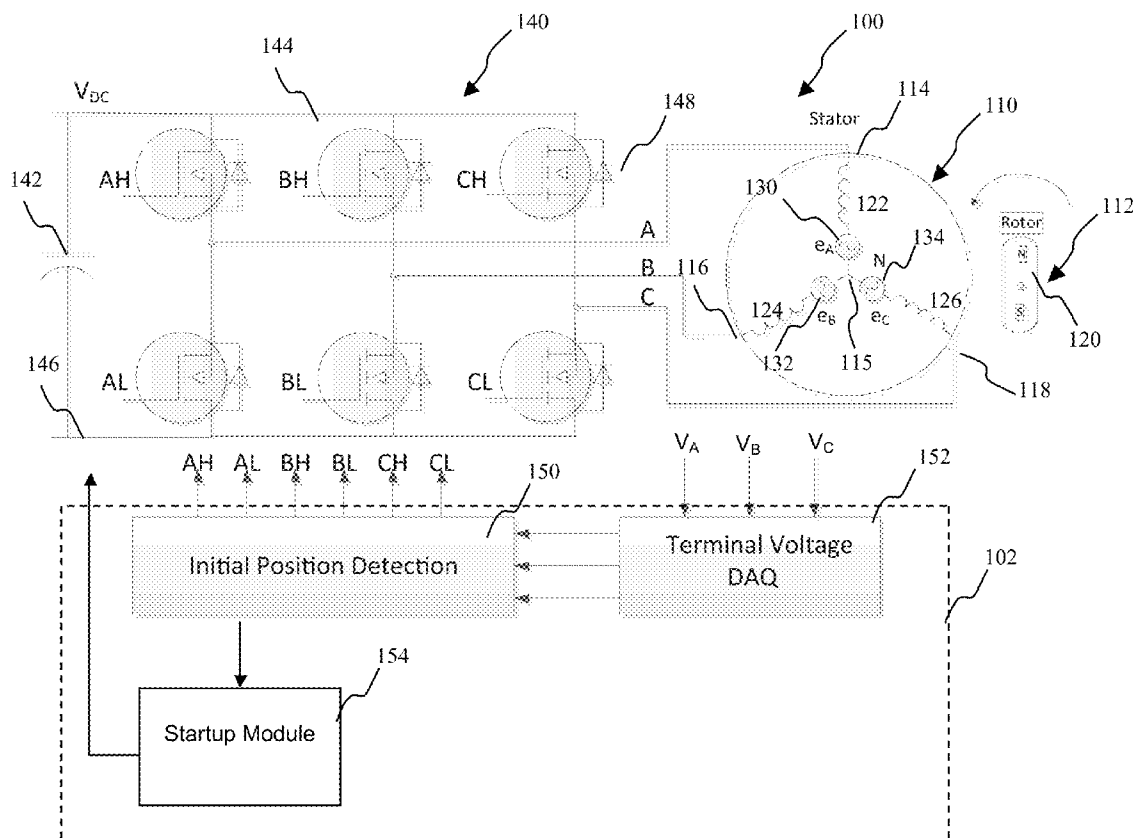 100
140
144
114
110
V_DC
148
Stator
142
AH
BH
CH
130
122
112
Rotor
A
e_A
N
134
N
B
116
C
124
126
120
e_B
e_C
S
146
132
115
118
AL
BL
CL
AH AL BH BL CH CL
V_A V_B V_C
150
152
Initial Position Detection
Terminal Voltage
DAQ
102
154
Startup Module